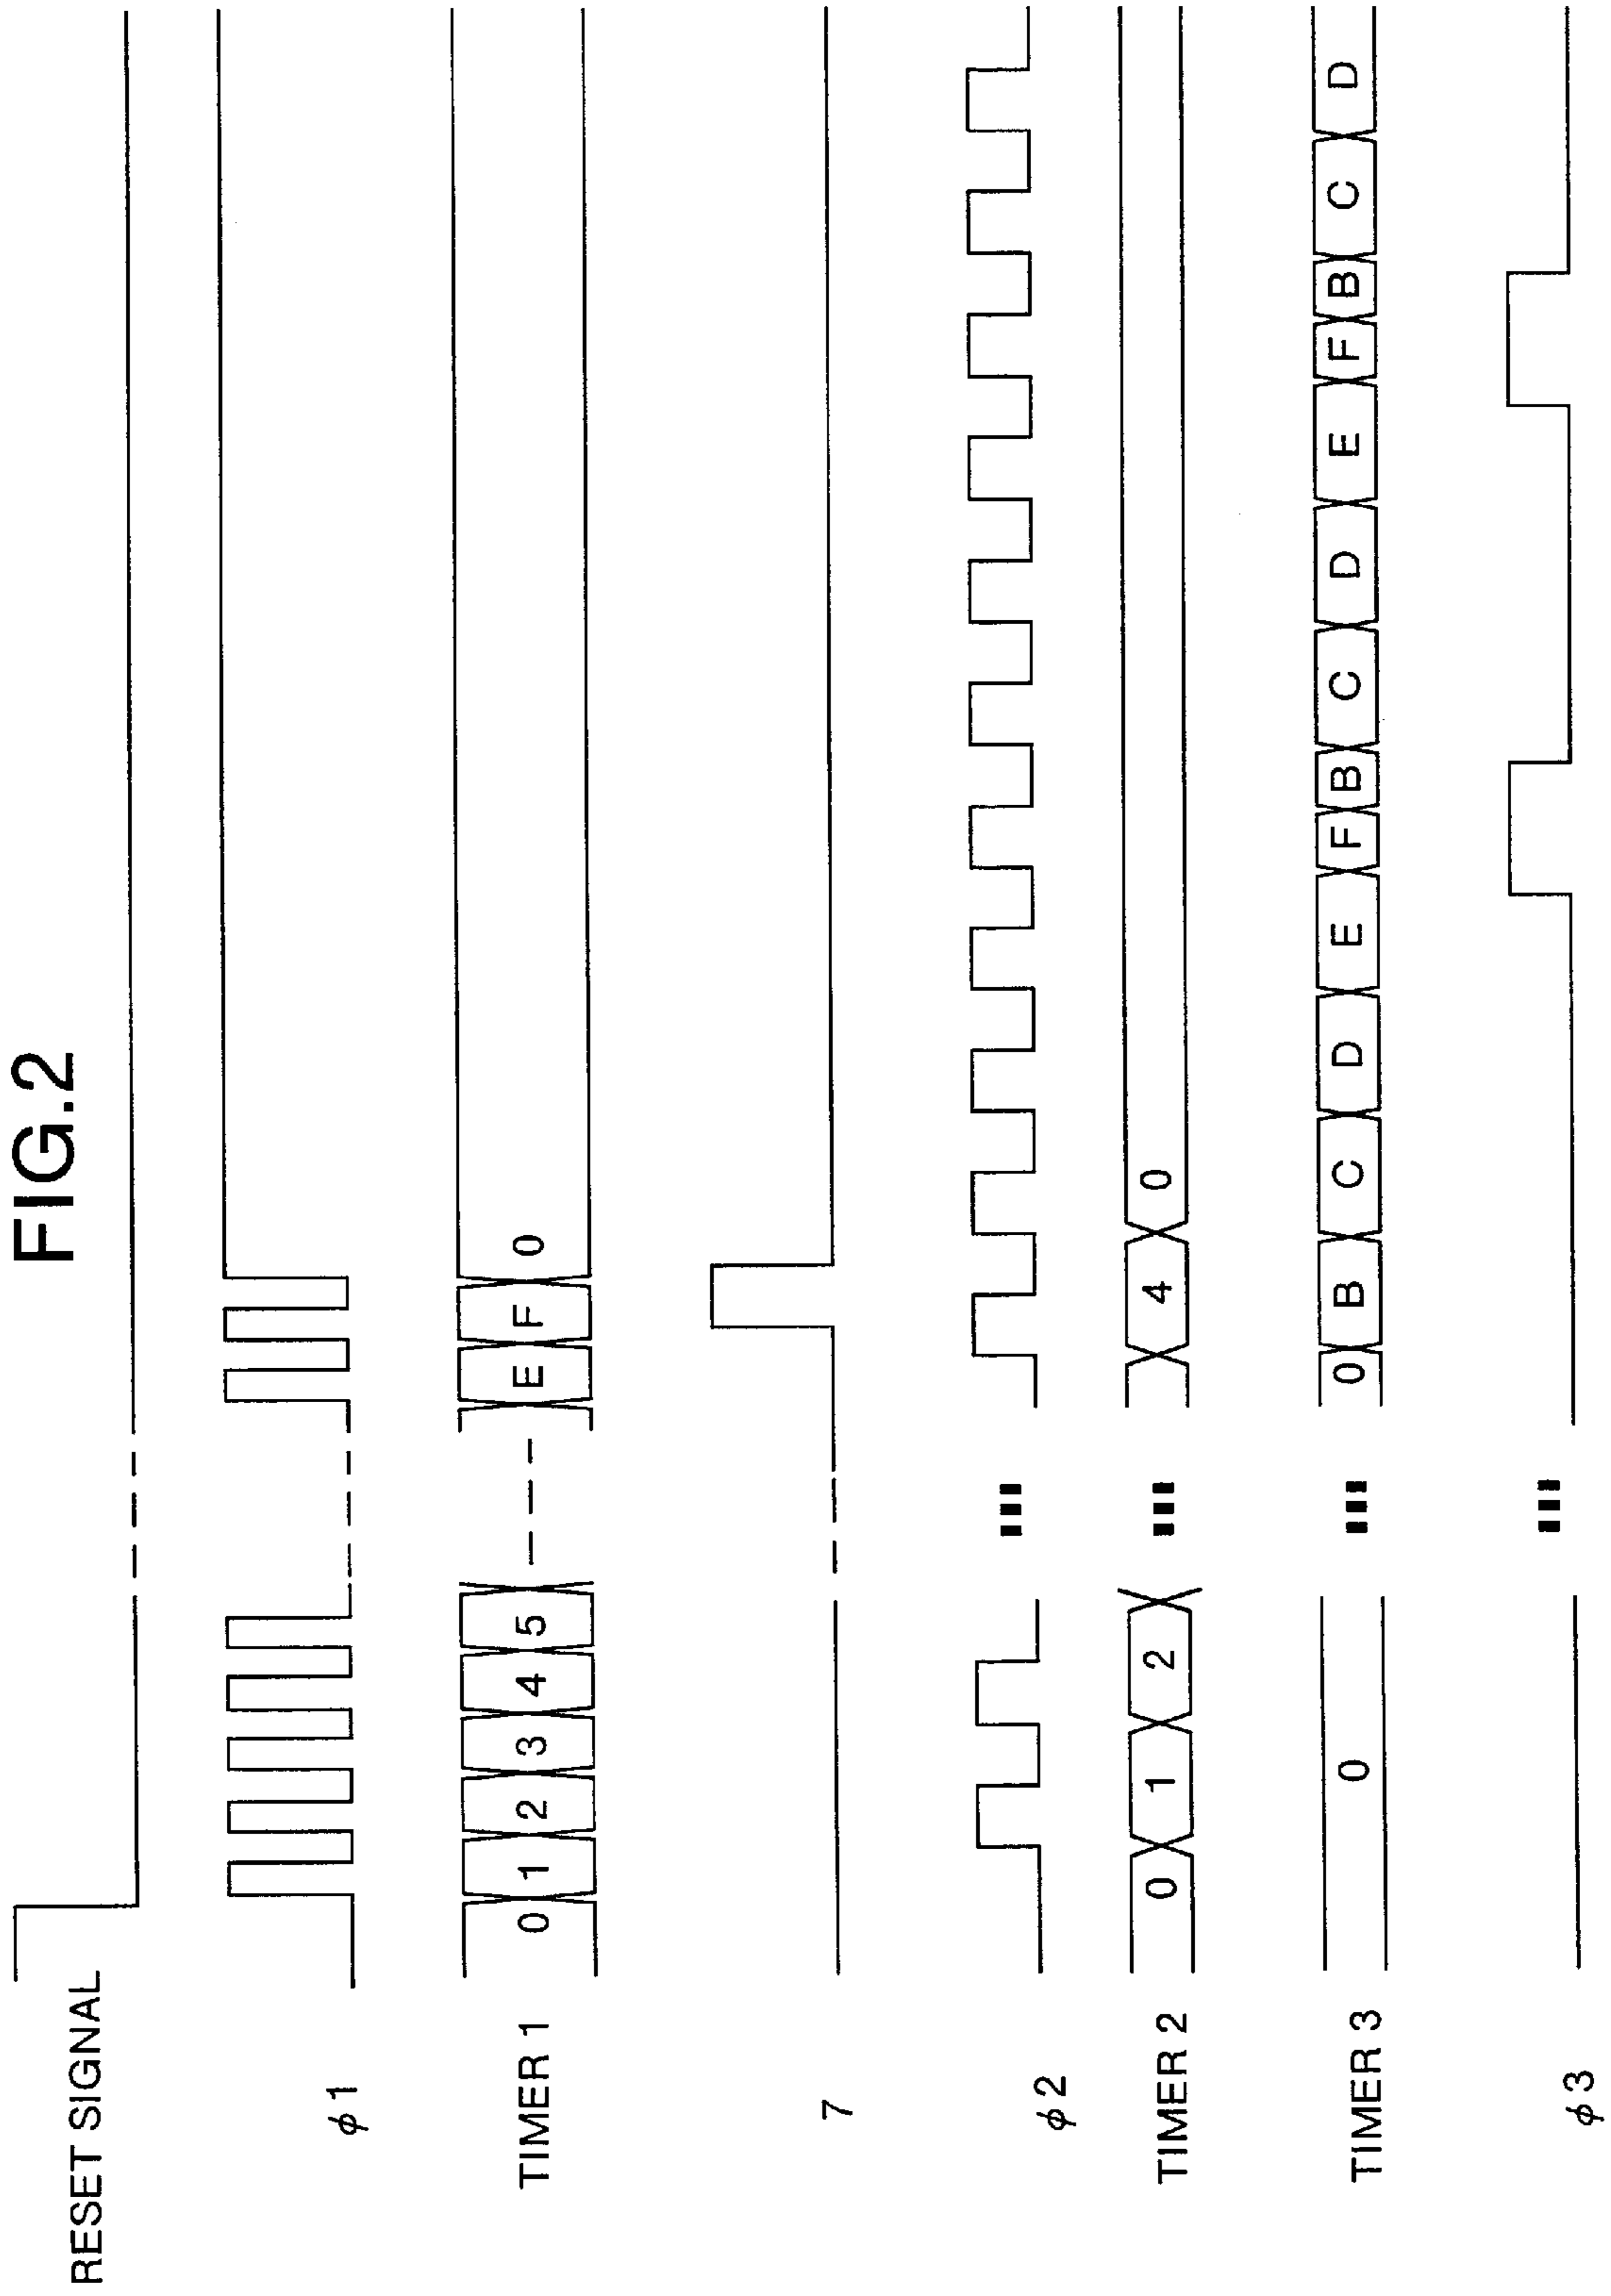 FIG.2
RESET SIGNAL
φ1
TIMER 1 0 1 2 3 4 5 E F 0
7
φ2
TIMER 2 0 1 2 4 0
TIMER 3 0 0 B C D E F B C D E F B C D
φ3